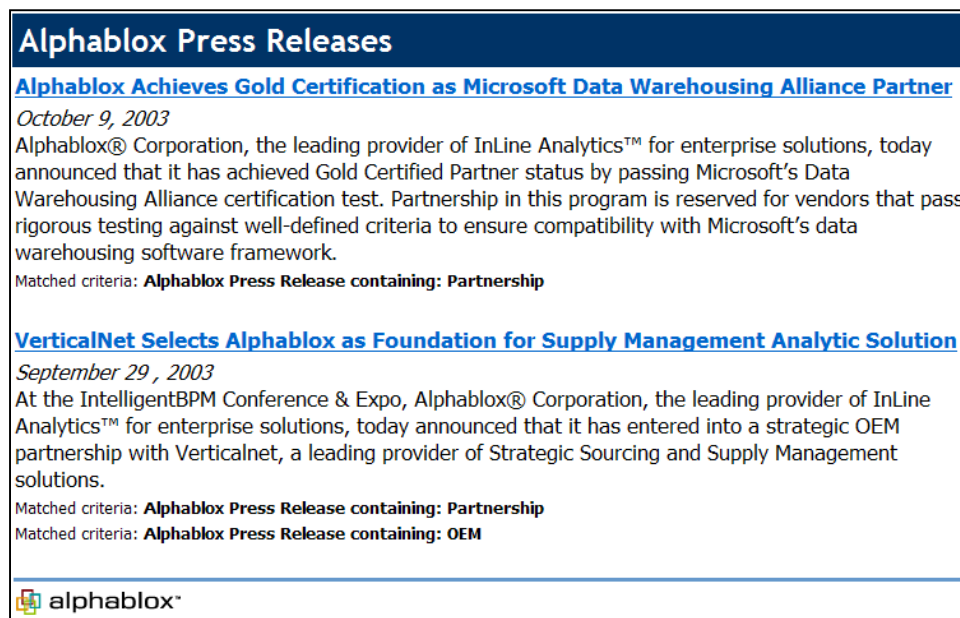 Alphablox Press Releases
Alphablox Achieves Gold Certification as Microsoft Data Warehousing Alliance Partner
October 9, 2003
Alphablox® Corporation, the leading provider of InLine Analytics™ for enterprise solutions, today
announced that it has achieved Gold Certified Partner status by passing Microsoft’s Data
Warehousing Alliance certification test. Partnership in this program is reserved for vendors that pass
rigorous testing against well-defined criteria to ensure compatibility with Microsoft’s data
warehousing software framework.
Matched criteria: Alphablox Press Release containing: Partnership
VerticalNet Selects Alphablox as Foundation for Supply Management Analytic Solution
September 29 , 2003
At the IntelligentBPM Conference & Expo, Alphablox® Corporation, the leading provider of InLine
Analytics™ for enterprise solutions, today announced that it has entered into a strategic OEM
partnership with Verticalnet, a leading provider of Strategic Sourcing and Supply Management
solutions.
Matched criteria: Alphablox Press Release containing: Partnership
Matched criteria: Alphablox Press Release containing: OEM
alphablox™